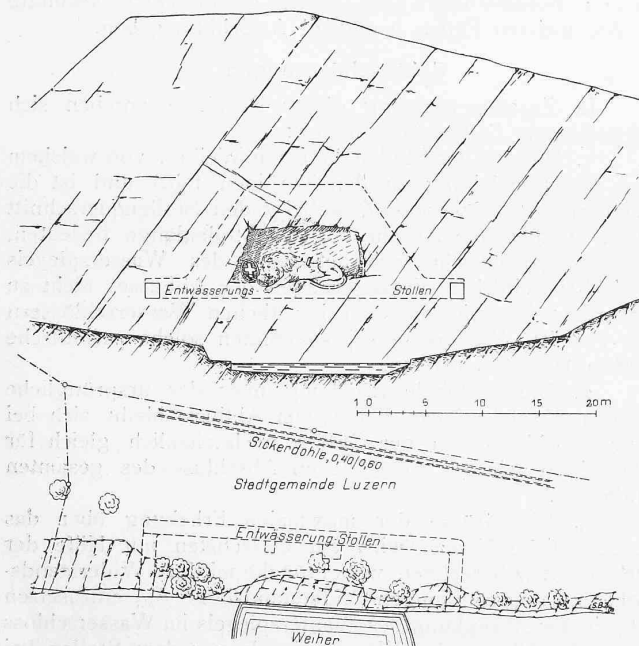 Entwässerungs- Stollen
1 0 5 10 15 20 m
Sickerdohle, 0,40/0,60
Stadtgemeinde Luzern
Entwässerung-Stollen
Weiher
S.B.Z.